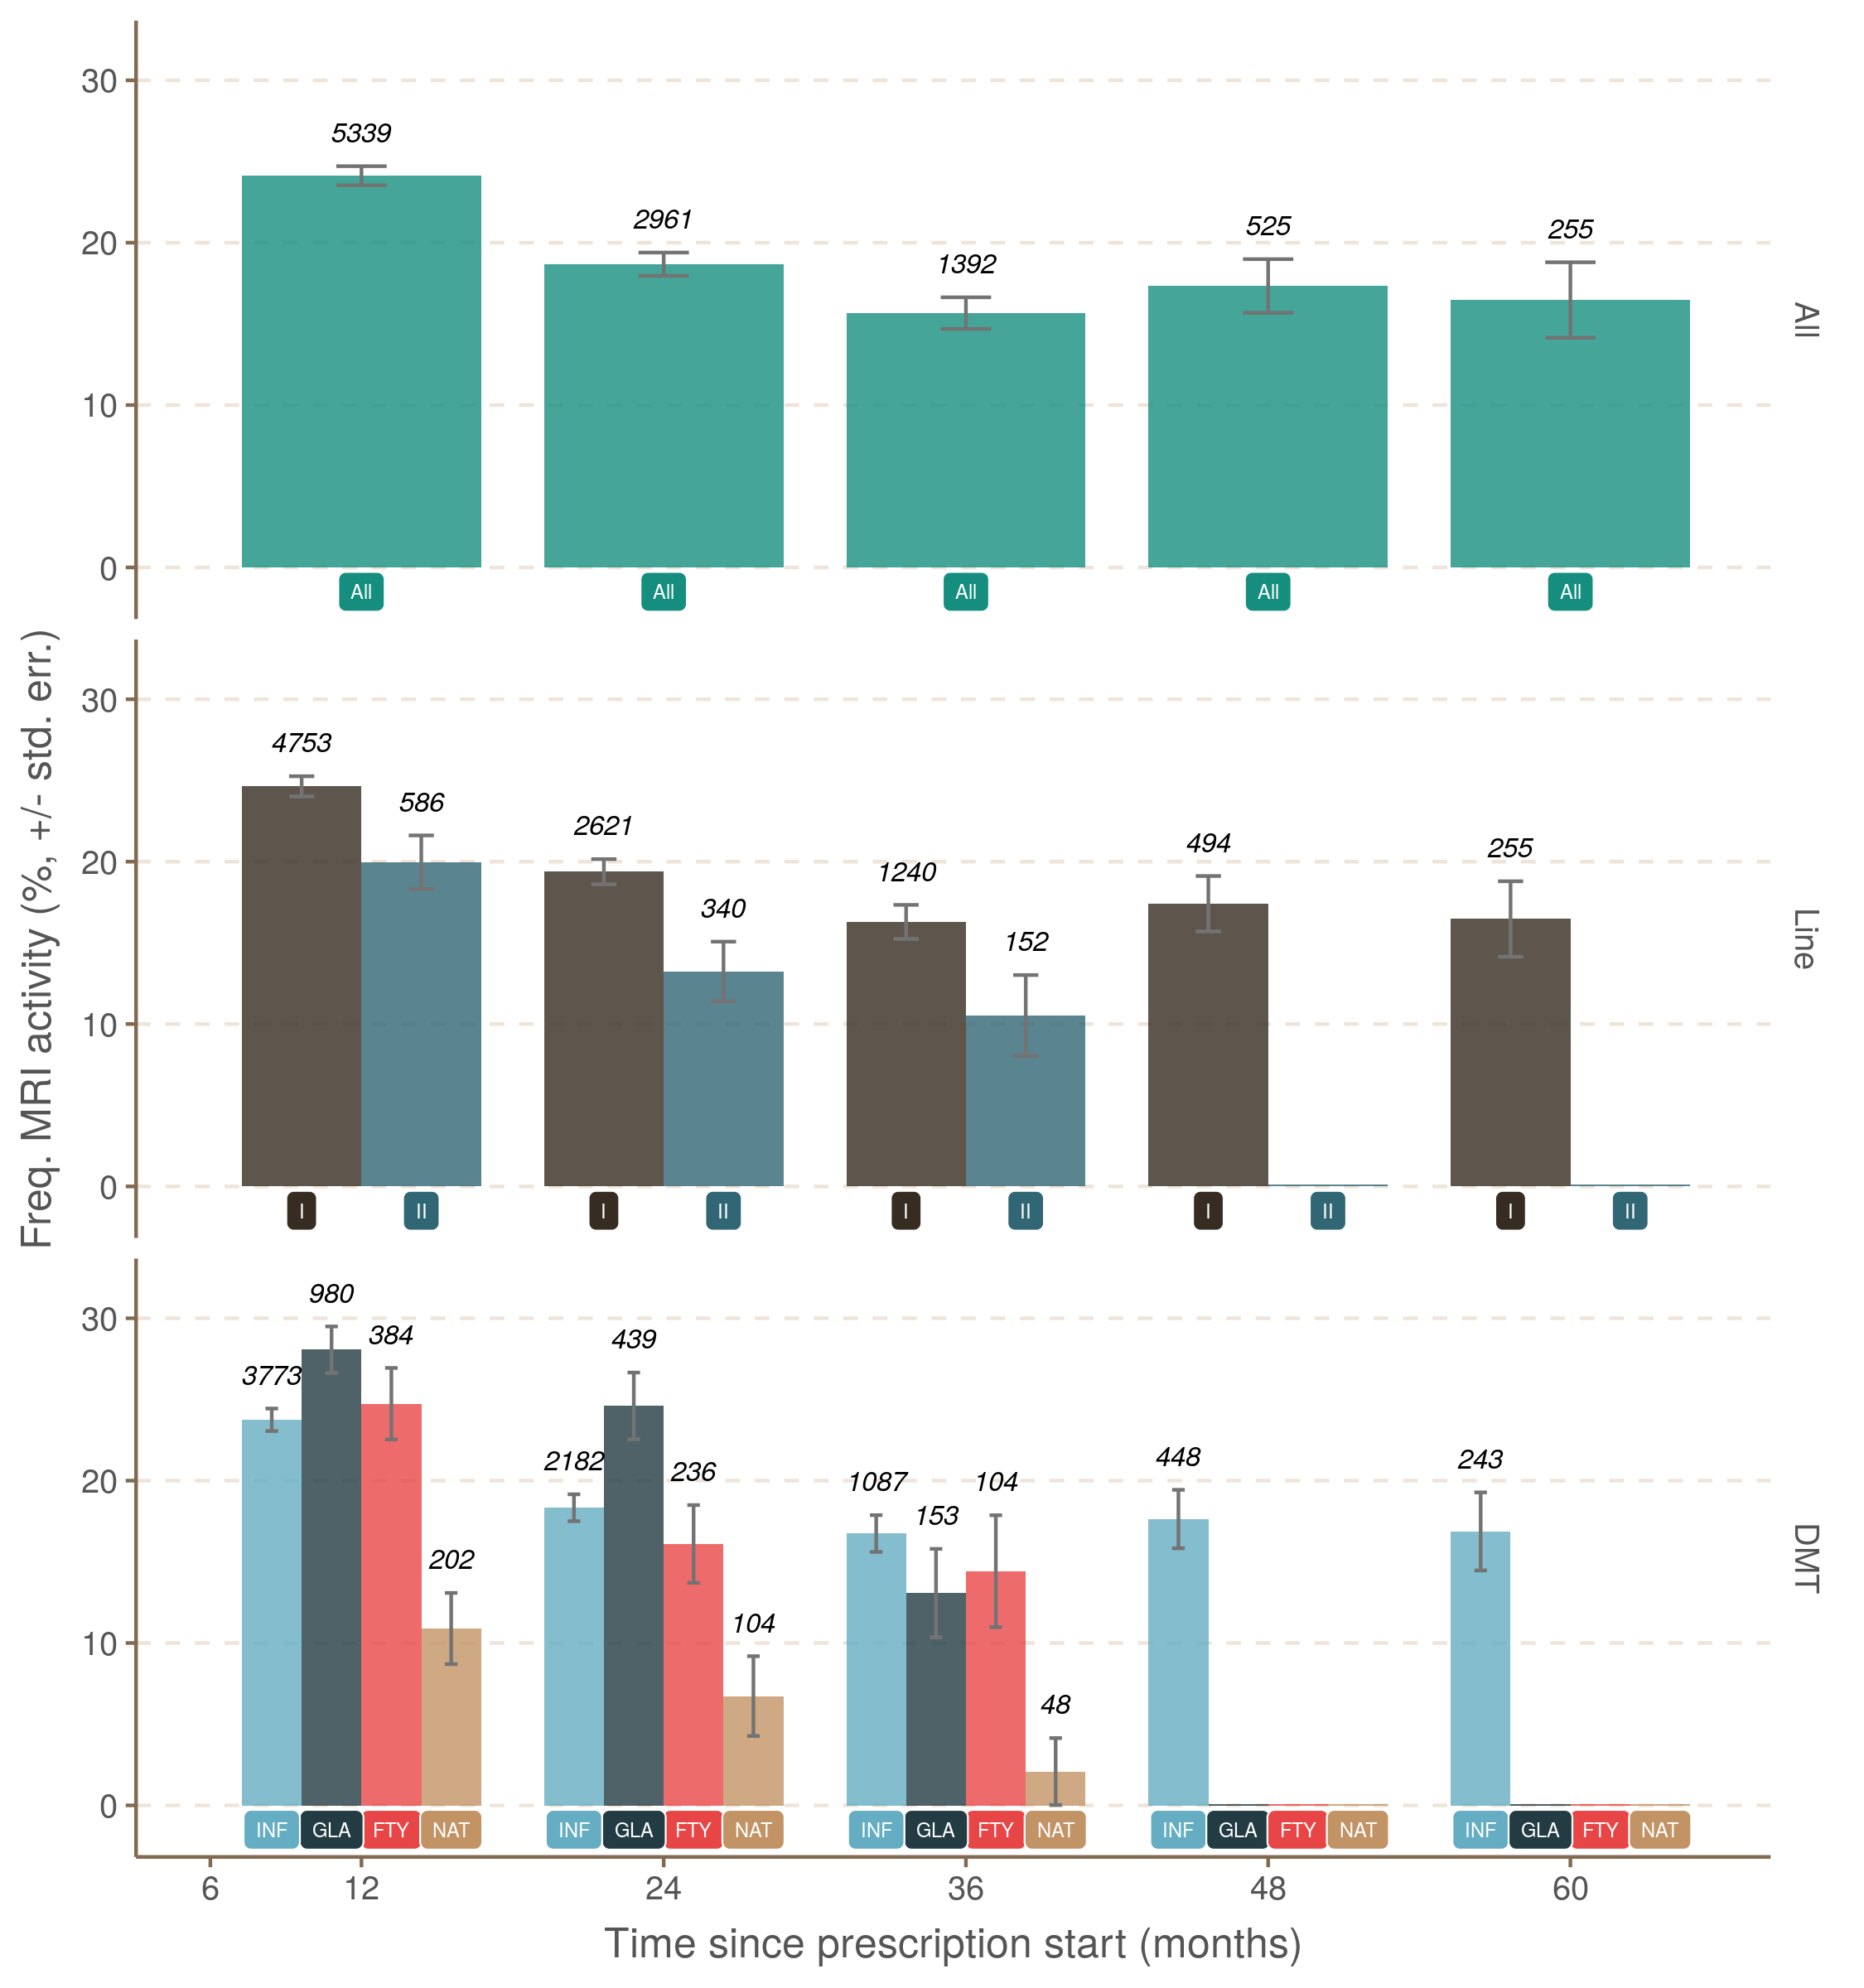 30
5339
2961
525
255
1392
20
10
0
All
All
All
All
All
All
Freq. MRI activity (%, +/- std. err.)
30
4753
586
2621
494
255
1240
20
340
152
10
0
I
II
I
II
I
II
I
II
I
II
Line
980
30
384
439
3773
448
243
2182
236
1087
104
20
153
202
104
10
48
0
INF
GLA
FTY
NAT
INF
GLA
FTY
NAT
INF
GLA
FTY
NAT
INF
GLA
FTY
NAT
INF
GLA
FTY
NAT
DMT
6
12
24
36
48
60
Time since prescription start (months)